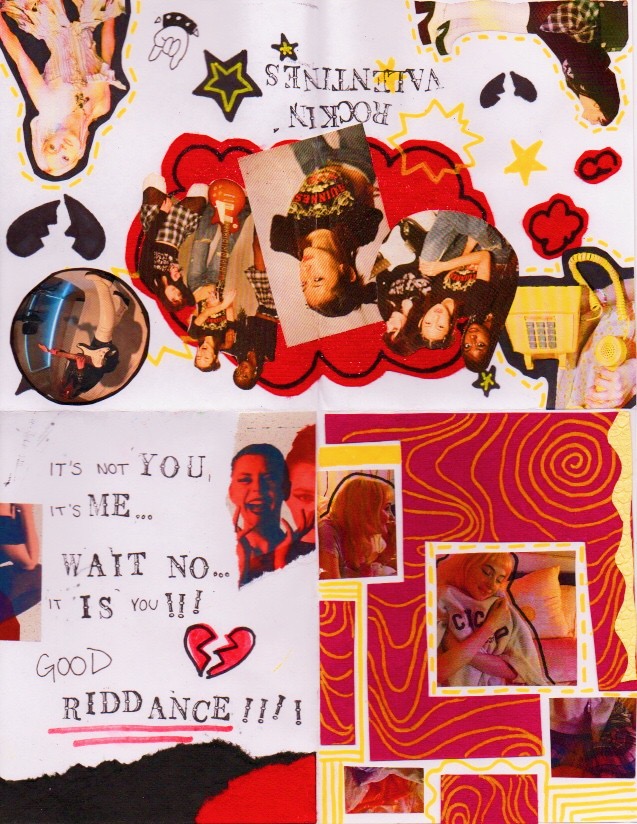 ROCKIN'
VALENTINES
IT'S NOT YOU,
IT'S ME...
WAIT NO...
IT IS YOU!!!
GOOD
RIDDANCE!!!!